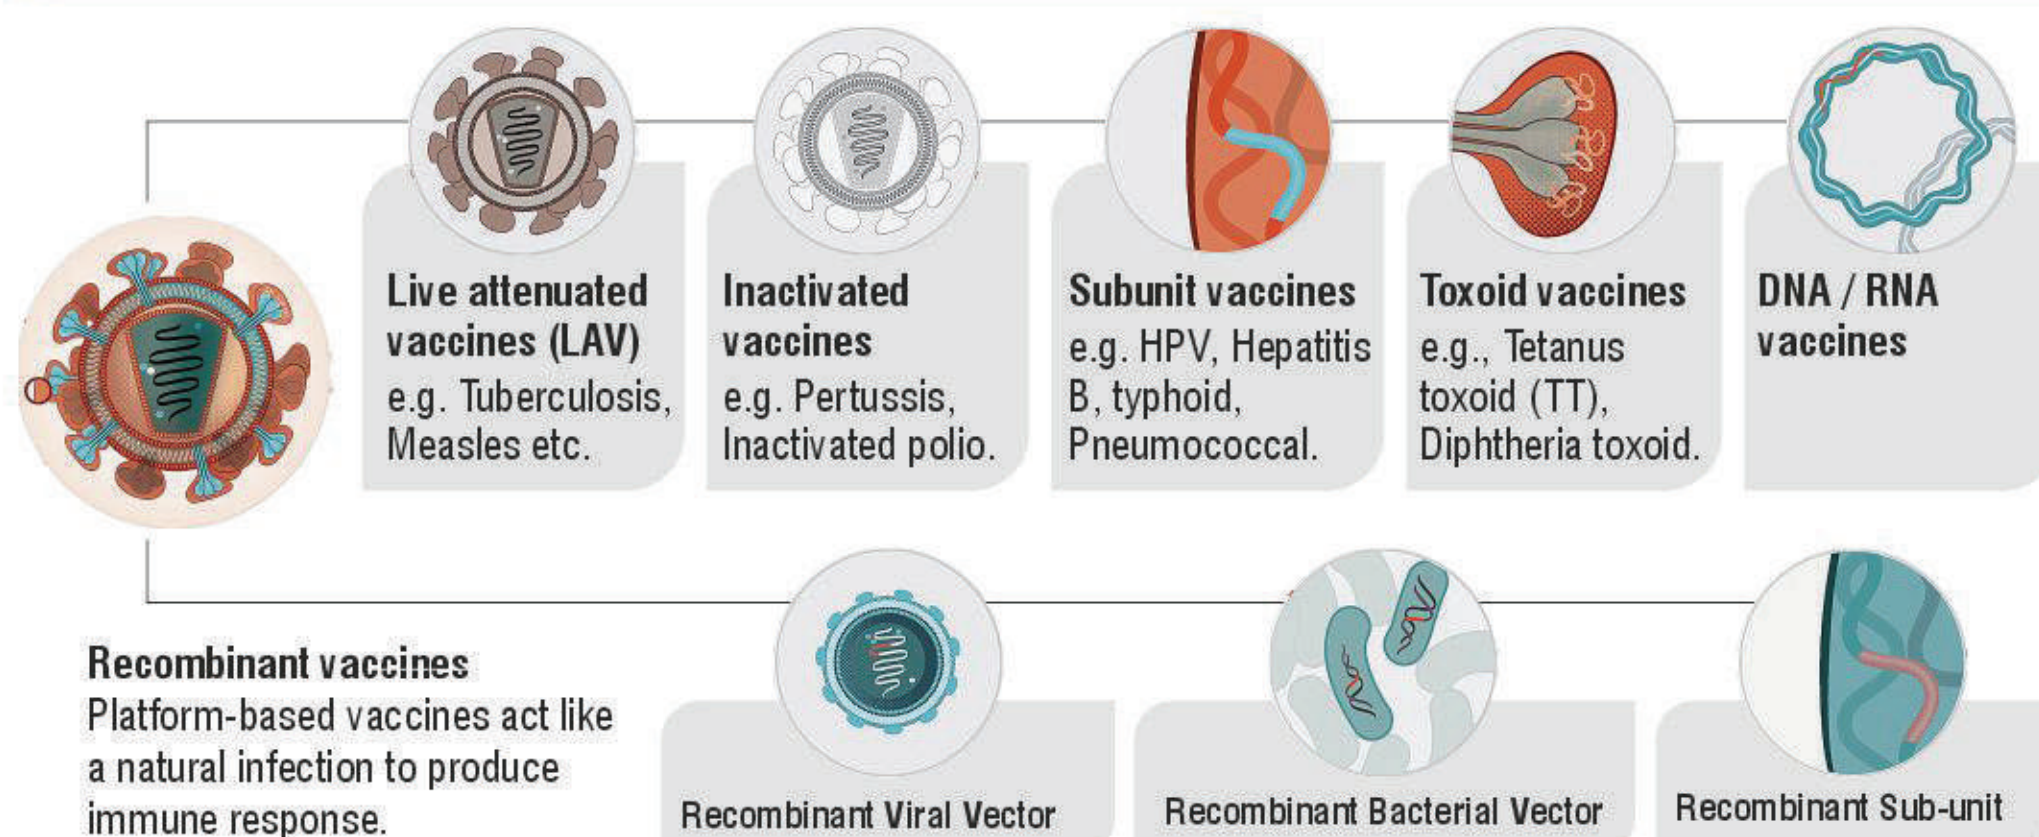 Live attenuated
vaccines (LAV)
e.g. Tuberculosis,
Measles etc.
Inactivated
vaccines
e.g. Pertussis,
Inactivated polio.
Subunit vaccines
e.g. HPV, Hepatitis
B, typhoid,
Pneumococcal.
Toxoid vaccines
e.g., Tetanus
toxoid (TT),
Diphtheria toxoid.
DNA / RNA
vaccines
Recombinant vaccines
Platform-based vaccines act like
a natural infection to produce
immune response.
Recombinant Viral Vector
Recombinant Bacterial Vector
Recombinant Sub-unit